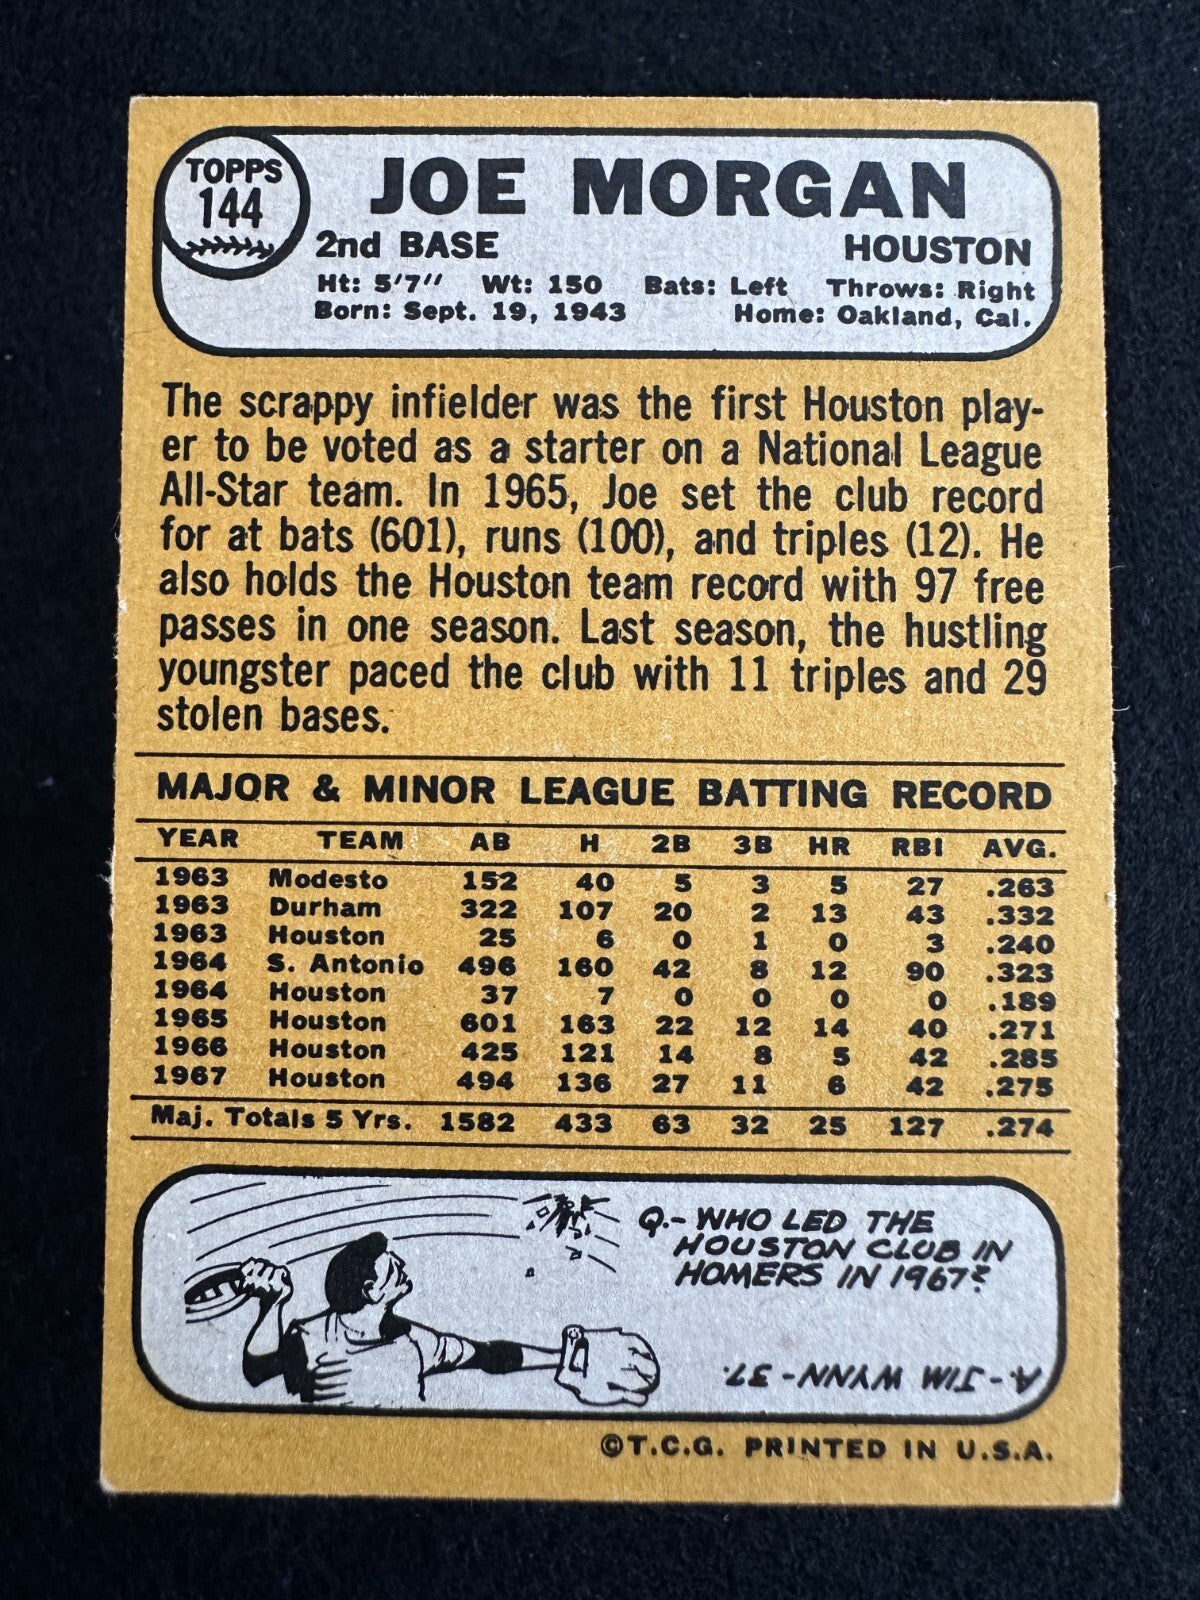 TOPPS
144
JOE MORGAN
2nd BASE HOUSTON
Ht: 5'7" Wt: 150 Bats: Left Throws: Right
Born: Sept. 19, 1943 Home: Oakland, Cal.
The scrappy infielder was the first Houston play-
er to be voted as a starter on a National League
All-Star team. In 1965, Joe set the club record
for at bats (601), runs (100), and triples (12). He
also holds the Houston team record with 97 free
passes in one season. Last season, the hustling
youngster paced the club with 11 triples and 29
stolen bases.
MAJOR & MINOR LEAGUE BATTING RECORD
YEAR TEAM AB H 2B 3B HR RBI AVG.
1963 Modesto 152 40 5 3 5 27 .263
1963 Durham 322 107 20 2 13 43 .332
1963 Houston 25 6 0 1 0 3 .240
1964 S. Antonio 496 160 42 8 12 90 .323
1964 Houston 37 7 0 0 0 0 .189
1965 Houston 601 163 22 12 14 40 .271
1966 Houston 425 121 14 8 5 42 .285
1967 Houston 494 136 27 11 6 42 .275
Maj. Totals 5 Yrs. 1582 433 63 32 25 127 .274
Q.- WHO LED THE
HOUSTON CLUB IN
HOMERS IN 1967?
A.- JIM WYNN - 37.
©T.C.G. PRINTED IN U.S.A.